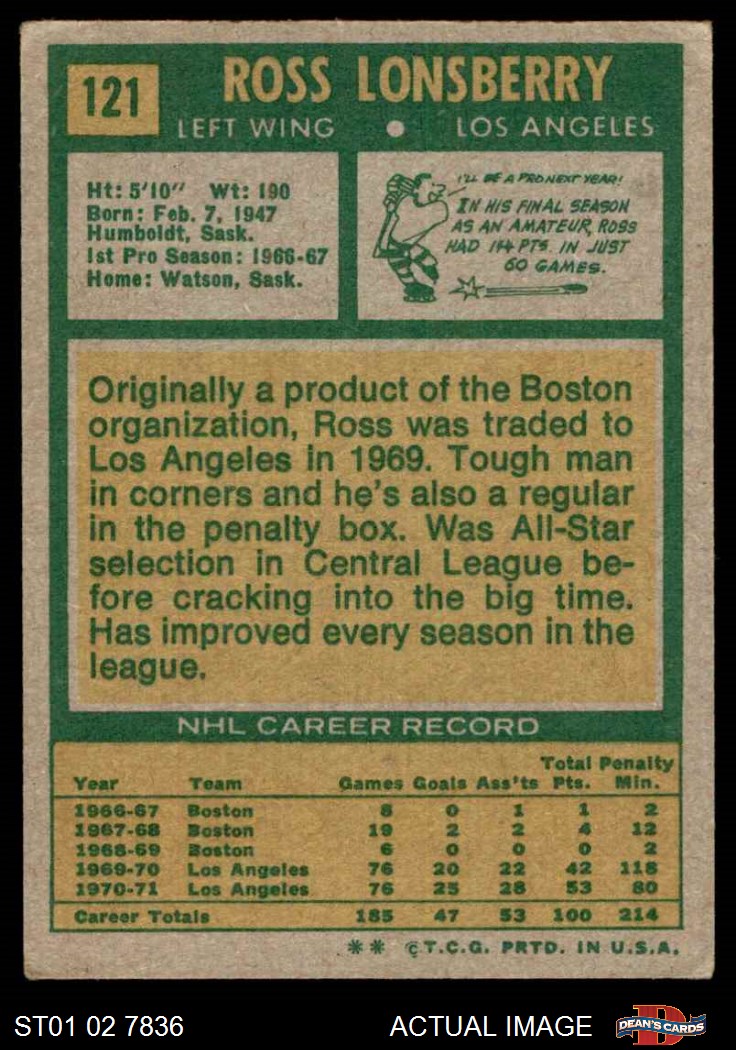 121
ROSS LONSBERRY
LEFT WING ● LOS ANGELES
Ht: 5'10" Wt: 190
Born: Feb. 7, 1947
Humboldt, Sask.
1st Pro Season: 1966-67
Home: Watson, Sask.
I'LL BE A PRO NEXT YEAR!
IN HIS FINAL SEASON
AS AN AMATEUR, ROSS
HAD 114 PTS. IN JUST
60 GAMES.
Originally a product of the Boston
organization, Ross was traded to
Los Angeles in 1969. Tough man
in corners and he's also a regular
in the penalty box. Was All-Star
selection in Central League be-
fore cracking into the big time.
Has improved every season in the
league.
NHL CAREER RECORD
Total Penalty
Year Team Games Goals Ass'ts Pts. Min.
1966-67 Boston 8 0 1 1 2
1967-68 Boston 19 2 2 4 12
1968-69 Boston 6 0 0 0 2
1969-70 Los Angeles 76 20 22 42 118
1970-71 Los Angeles 76 25 28 53 80
Career Totals 185 47 53 100 214
** ©T.C.G. PRTD. IN U.S.A.
ST01 02 7836 ACTUAL IMAGE D DEAN'S CARDS